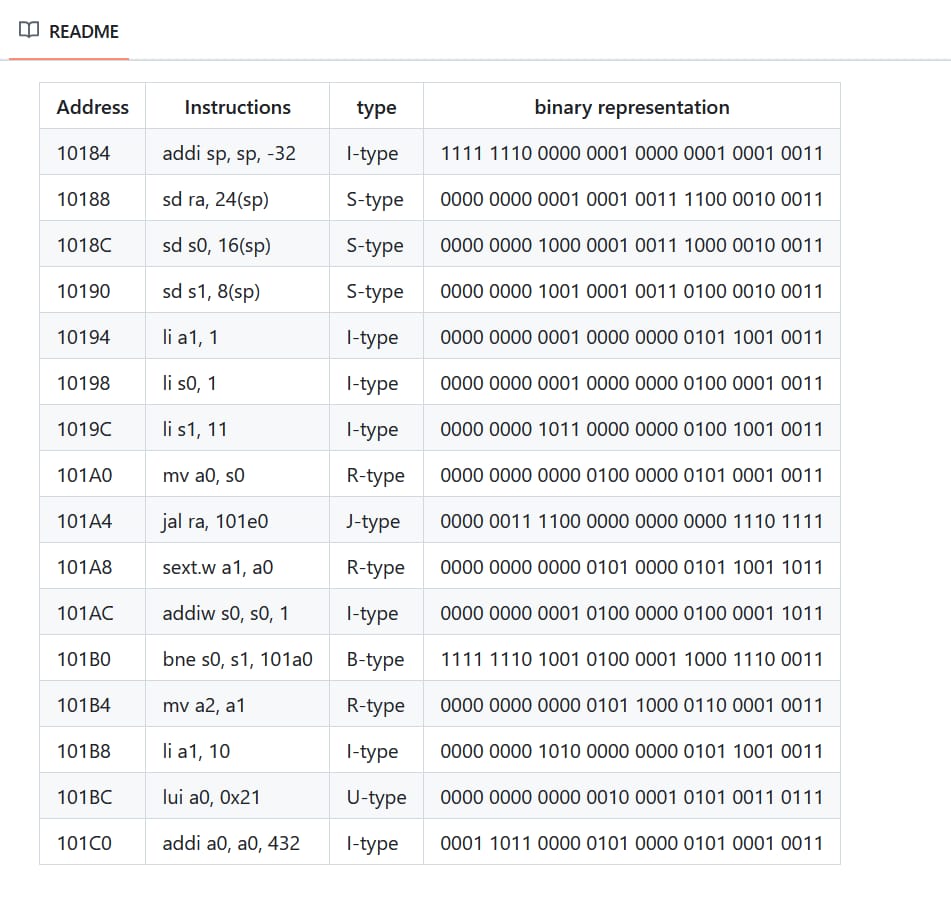 README
Address Instructions type binary representation
10184 addi sp, sp, -32 I-type 1111 1110 0000 0001 0000 0001 0001 0011
10188 sd ra, 24(sp) S-type 0000 0000 0001 0001 0011 1100 0010 0011
1018C sd s0, 16(sp) S-type 0000 0000 1000 0001 0011 1000 0010 0011
10190 sd s1, 8(sp) S-type 0000 0000 1001 0001 0011 0100 0010 0011
10194 li a1, 1 I-type 0000 0000 0001 0000 0000 0101 1001 0011
10198 li s0, 1 I-type 0000 0000 0001 0000 0000 0100 0001 0011
1019C li s1, 11 I-type 0000 0000 1011 0000 0000 0100 1001 0011
101A0 mv a0, s0 R-type 0000 0000 0000 0100 0000 0101 0001 0011
101A4 jal ra, 101e0 J-type 0000 0011 1100 0000 0000 0000 1110 1111
101A8 sext.w a1, a0 R-type 0000 0000 0000 0101 0000 0101 1001 1011
101AC addiw s0, s0, 1 I-type 0000 0000 0001 0100 0000 0100 0001 1011
101B0 bne s0, s1, 101a0 B-type 1111 1110 1001 0100 0001 1000 1110 0011
101B4 mv a2, a1 R-type 0000 0000 0000 0101 1000 0110 0001 0011
101B8 li a1, 10 I-type 0000 0000 1010 0000 0000 0101 1001 0011
101BC lui a0, 0x21 U-type 0000 0000 0000 0010 0001 0101 0011 0111
101C0 addi a0, a0, 432 I-type 0001 1011 0000 0101 0000 0101 0001 0011